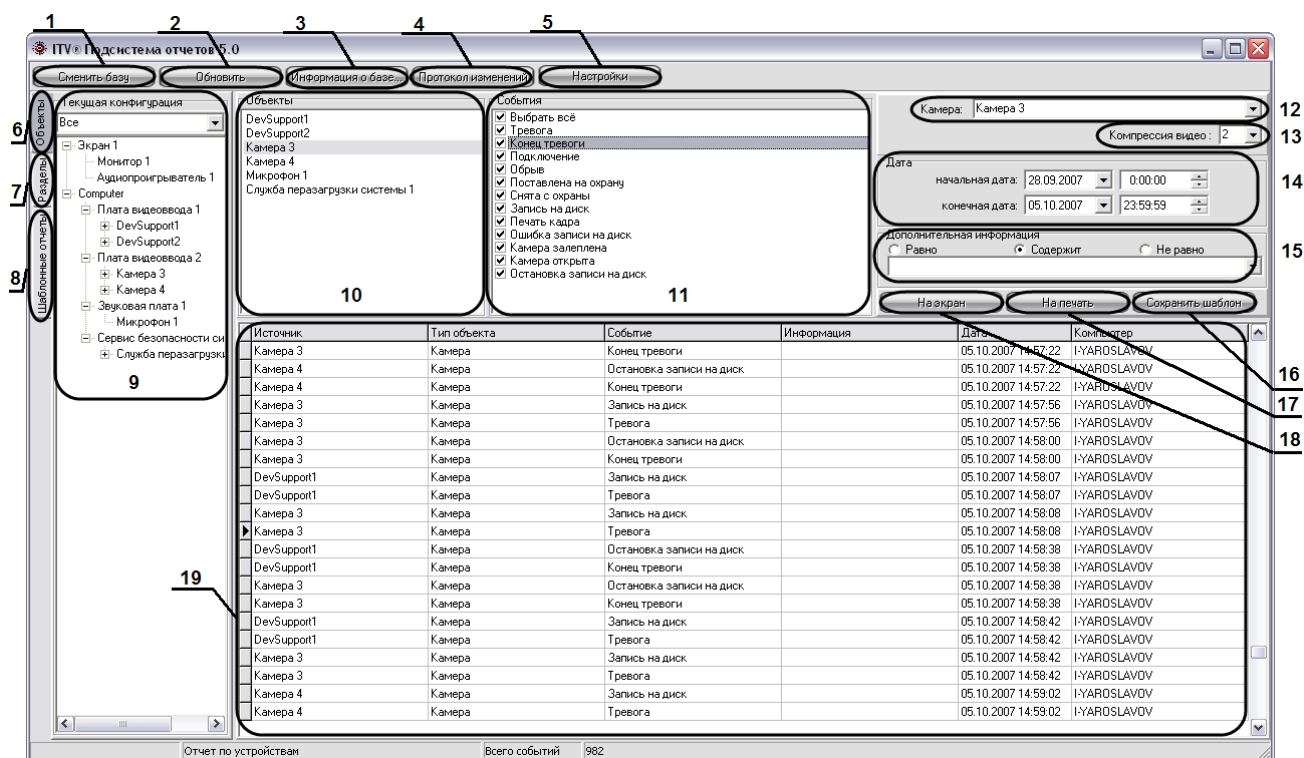 1 2 3 4 5
ITV® Подсистема отчетов 5.0
Сменить базу Обновить Информация о базе... Протокол изменений Настройки
6
7
8
Объекты
Разделы
Шаблонные отчеты
Текущая конфигурация
Все
Экран 1
Монитор 1
Аудиопроигрыватель 1
Computer
Плата видеоввода 1
DevSupport1
DevSupport2
Плата видеоввода 2
Камера 3
Камера 4
Звуковая плата 1
Микрофон 1
Сервис безопасности си
Служба перазагрузки
9
Объекты
DevSupport1
DevSupport2
Камера 3
Камера 4
Микрофон 1
Служба перазагрузки системы 1
10
События
Выбрать всё
Тревога
Конец тревоги
Подключение
Обрыв
Поставлена на охрану
Снята с охраны
Запись на диск
Печать кадра
Ошибка записи на диск
Камера залеплена
Камера открыта
Остановка записи на диск
11
Камера: Камера 3 12
Компрессия видео : 2 13
Дата
начальная дата: 28.09.2007 0:00:00 14
конечная дата: 05.10.2007 23:59:59
Дополнительная информация
Равно Содержит Не равно 15
На экран На печать Сохранить шаблон
16
17
18
19
Источник Тип объекта Событие Информация Дата Компьютер
Камера 3 Камера Конец тревоги 05.10.2007 14:57:22 I-YAROSLAVOV
Камера 4 Камера Остановка записи на диск 05.10.2007 14:57:22 I-YAROSLAVOV
Камера 4 Камера Конец тревоги 05.10.2007 14:57:22 I-YAROSLAVOV
Камера 3 Камера Запись на диск 05.10.2007 14:57:56 I-YAROSLAVOV
Камера 3 Камера Тревога 05.10.2007 14:57:56 I-YAROSLAVOV
Камера 3 Камера Остановка записи на диск 05.10.2007 14:58:00 I-YAROSLAVOV
Камера 3 Камера Конец тревоги 05.10.2007 14:58:00 I-YAROSLAVOV
DevSupport1 Камера Запись на диск 05.10.2007 14:58:07 I-YAROSLAVOV
DevSupport1 Камера Тревога 05.10.2007 14:58:07 I-YAROSLAVOV
Камера 3 Камера Запись на диск 05.10.2007 14:58:08 I-YAROSLAVOV
Камера 3 Камера Тревога 05.10.2007 14:58:08 I-YAROSLAVOV
DevSupport1 Камера Остановка записи на диск 05.10.2007 14:58:38 I-YAROSLAVOV
DevSupport1 Камера Конец тревоги 05.10.2007 14:58:38 I-YAROSLAVOV
Камера 3 Камера Остановка записи на диск 05.10.2007 14:58:38 I-YAROSLAVOV
Камера 3 Камера Конец тревоги 05.10.2007 14:58:38 I-YAROSLAVOV
DevSupport1 Камера Запись на диск 05.10.2007 14:58:42 I-YAROSLAVOV
DevSupport1 Камера Тревога 05.10.2007 14:58:42 I-YAROSLAVOV
Камера 3 Камера Запись на диск 05.10.2007 14:58:42 I-YAROSLAVOV
Камера 3 Камера Тревога 05.10.2007 14:58:42 I-YAROSLAVOV
Камера 4 Камера Запись на диск 05.10.2007 14:59:02 I-YAROSLAVOV
Камера 4 Камера Тревога 05.10.2007 14:59:02 I-YAROSLAVOV
Отчет по устройствам Всего событий 982